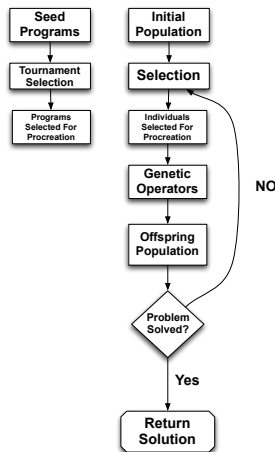 Seed
Programs
Tournament
Selection
Programs
Selected For
Procreation
Initial
Population
Selection
Individuals
Selected For
Procreation
Genetic
Operators
Offspring
Population
Problem
Solved?
NO
Yes
Return
Solution